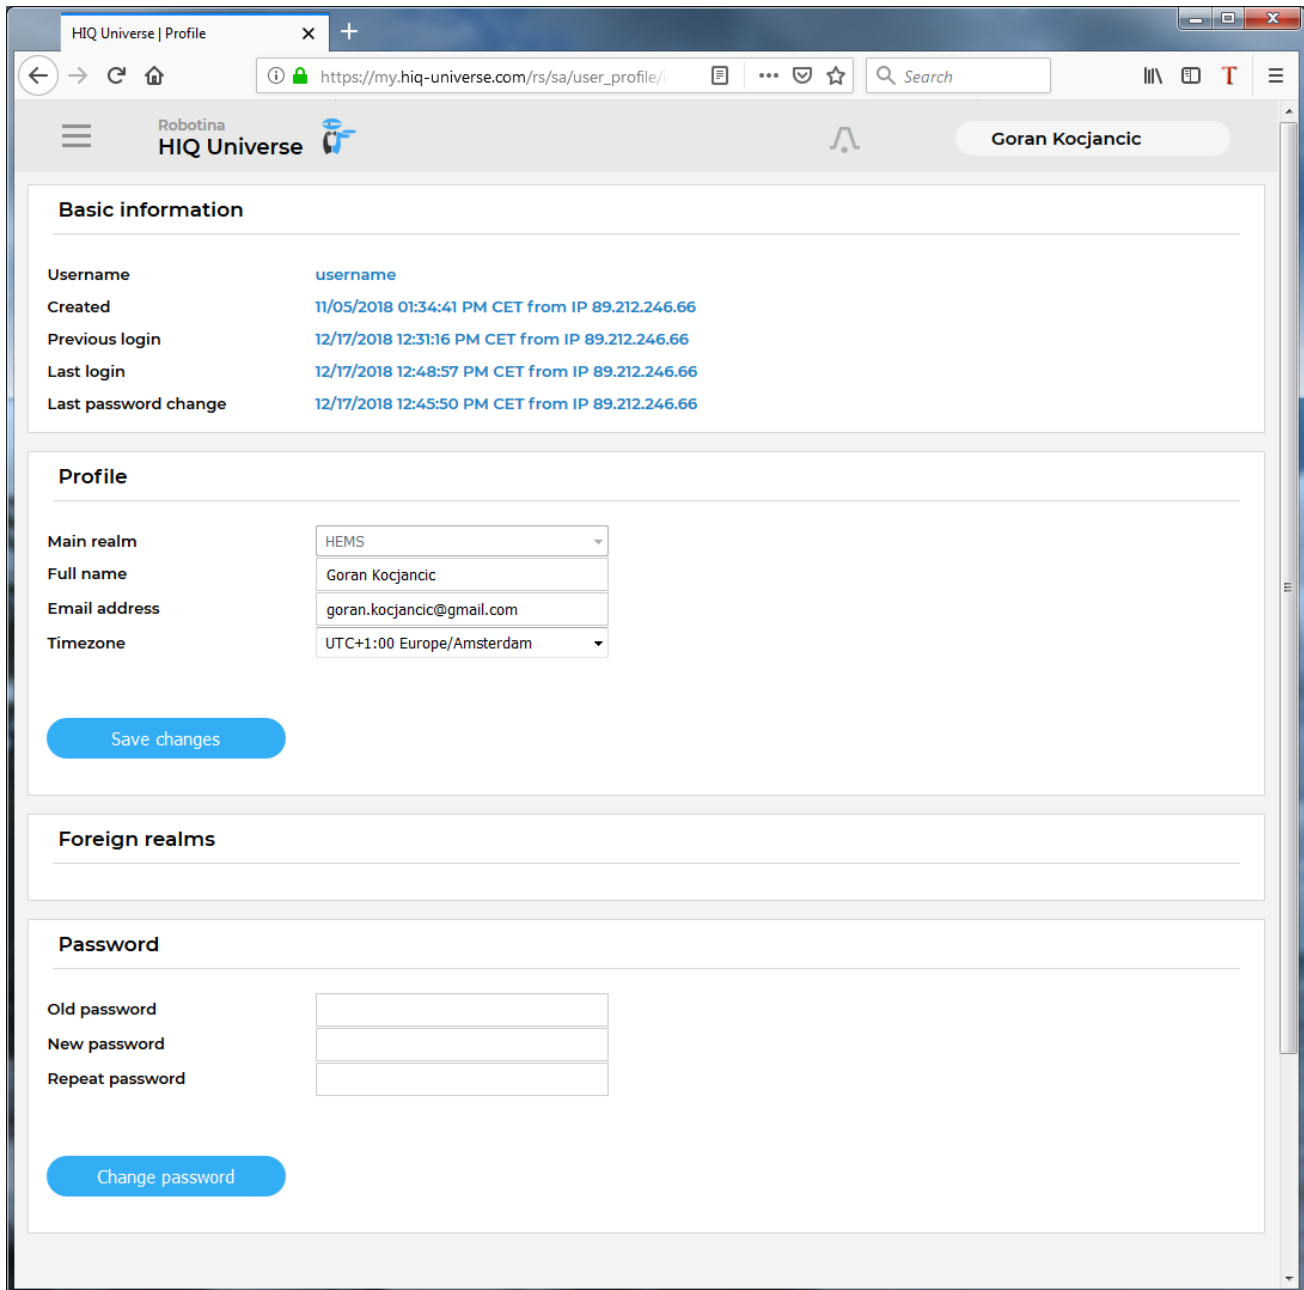 HIQ Universe | Profile
https://my.hiq-universe.com/rs/sa/user_profile/
Search
Robotina
HIQ Universe
Goran Kocjancic
Basic information
Username username
Created 11/05/2018 01:34:41 PM CET from IP 89.212.246.66
Previous login 12/17/2018 12:31:16 PM CET from IP 89.212.246.66
Last login 12/17/2018 12:48:57 PM CET from IP 89.212.246.66
Last password change 12/17/2018 12:45:50 PM CET from IP 89.212.246.66
Profile
Main realm HEMS
Full name Goran Kocjancic
Email address goran.kocjancic@gmail.com
Timezone UTC+1:00 Europe/Amsterdam
Save changes
Foreign realms
Password
Old password
New password
Repeat password
Change password